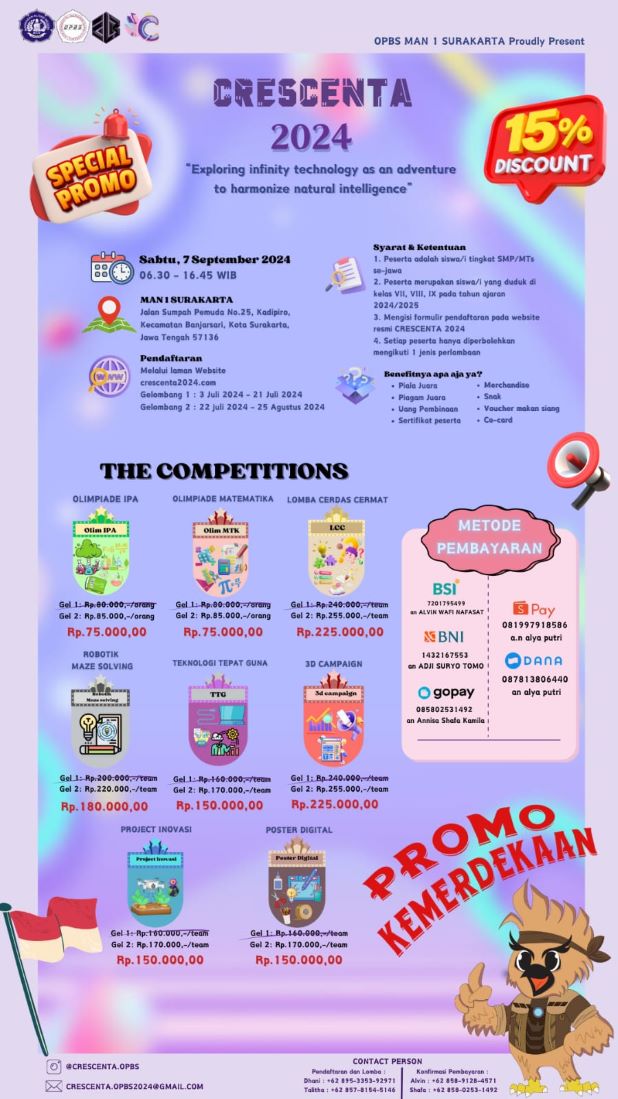 OPBS
OPBS MAN 1 SURAKARTA Proudly Present
CRESCENTA
2024
"Exploring infinity technology as an adventure
to harmonize natural intelligence"
SPECIAL
PROMO
15%
DISCOUNT
Sabtu, 7 September 2024
06.30 - 16.45 WIB
MAN 1 SURAKARTA
Jalan Sumpah Pemuda No.25, Kadipiro,
Kecamatan Banjarsari, Kota Surakarta,
Jawa Tengah 57136
WWW
Pendaftaran
Melalui laman Website
crescenta2024.com
Gelombang 1 : 3 Juli 2024 - 21 Juli 2024
Gelombang 2 : 22 juli 2024 - 25 Agustus 2024
Syarat & Ketentuan
1. Peserta adalah siswa/i tingkat SMP/MTs
se-jawa
2. Peserta merupakan siswa/i yang duduk di
kelas VII, VIII, IX pada tahun ajaran
2024/2025
3. Mengisi formulir pendaftaran pada website
resmi CRESCENTA 2024
4. Setiap peserta hanya diperbolehkan
mengikuti 1 jenis perlombaan
Benefitnya apa aja ya?
• Piala Juara
• Piagam Juara
• Uang Pembinaan
• Sertifikat peserta
• Merchandise
• Snak
• Voucher makan siang
• Co-card
THE COMPETITIONS
OLIMPIADE IPA
Olim IPA
Gel 1: Rp.80.000,-/orang
Gel 2: Rp.85.000,-/orang
Rp.75.000,00
OLIMPIADE MATEMATIKA
Olim MTK
Gel 1: Rp.80.000,-/orang
Gel 2: Rp.85.000,-/orang
Rp.75.000,00
LOMBA CERDAS CERMAT
LCC
Gel 1: Rp.240.000,-/team
Gel 2: Rp.255.000,-/team
Rp.225.000,00
ROBOTIK
MAZE SOLVING
Robotik
Maze solving
Gel 1: Rp.200.000,-/team
Gel 2: Rp.220.000,-/team
Rp.180.000,00
TEKNOLOGI TEPAT GUNA
TTG
Gel 1: Rp.160.000,-/team
Gel 2: Rp.170.000,-/team
Rp.150.000,00
3D CAMPAIGN
3d campaign
Gel 1: Rp.240.000,-/team
Gel 2: Rp.255.000,-/team
Rp.225.000,00
PROJECT INOVASI
Project Inovasi
Gel 1: Rp.160.000,-/team
Gel 2: Rp.170.000,-/team
Rp.150.000,00
POSTER DIGITAL
Poster Digital
Gel 1: Rp.160.000,-/team
Gel 2: Rp.170.000,-/team
Rp.150.000,00
METODE
PEMBAYARAN
BSI
7201795499
an ALVIN WAFI NAFASAT
BNI
1432167553
an ADJI SURYO TOMO
gopay
085802531492
an Annisa Shafa Kamila
S Pay
081997918586
a.n alya putri
DANA
087813806440
an alya putri
PROMO
KEMERDEKAAN
@CRESCENTA.OPBS
CRESCENTA.OPBS2024@GMAIL.COM
CONTACT PERSON
Pendaftaran dan Lomba :
Dhani : +62 895-3353-92971
Talitha : +62 857-8154-5146
Konfirmasi Pembayaran :
Alvin : +62 858-9128-4571
Shafa : +62 858-0253-1492